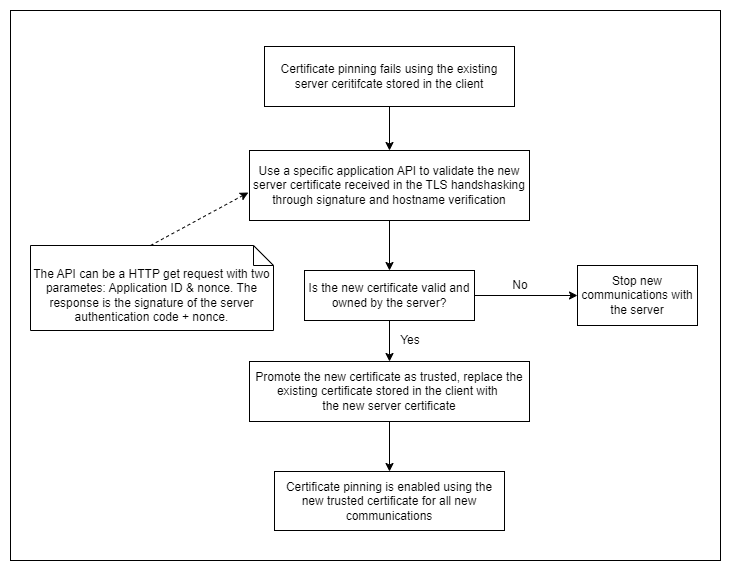 Certificate pinning fails using the existing
server ceritifcate stored in the client
Use a specific application API to validate the new
server certificate received in the TLS handshasking
through signature and hostname verification
The API can be a HTTP get request with two
parametes: Application ID & nonce. The
response is the signature of the server
authentication code + nonce.
Is the new certificate valid and
owned by the server?
No
Stop new
communications with
the server
Yes
Promote the new certificate as trusted, replace the
existing certificate stored in the client with
the new server certificate
Certificate pinning is enabled using the
new trusted certificate for all new
communications